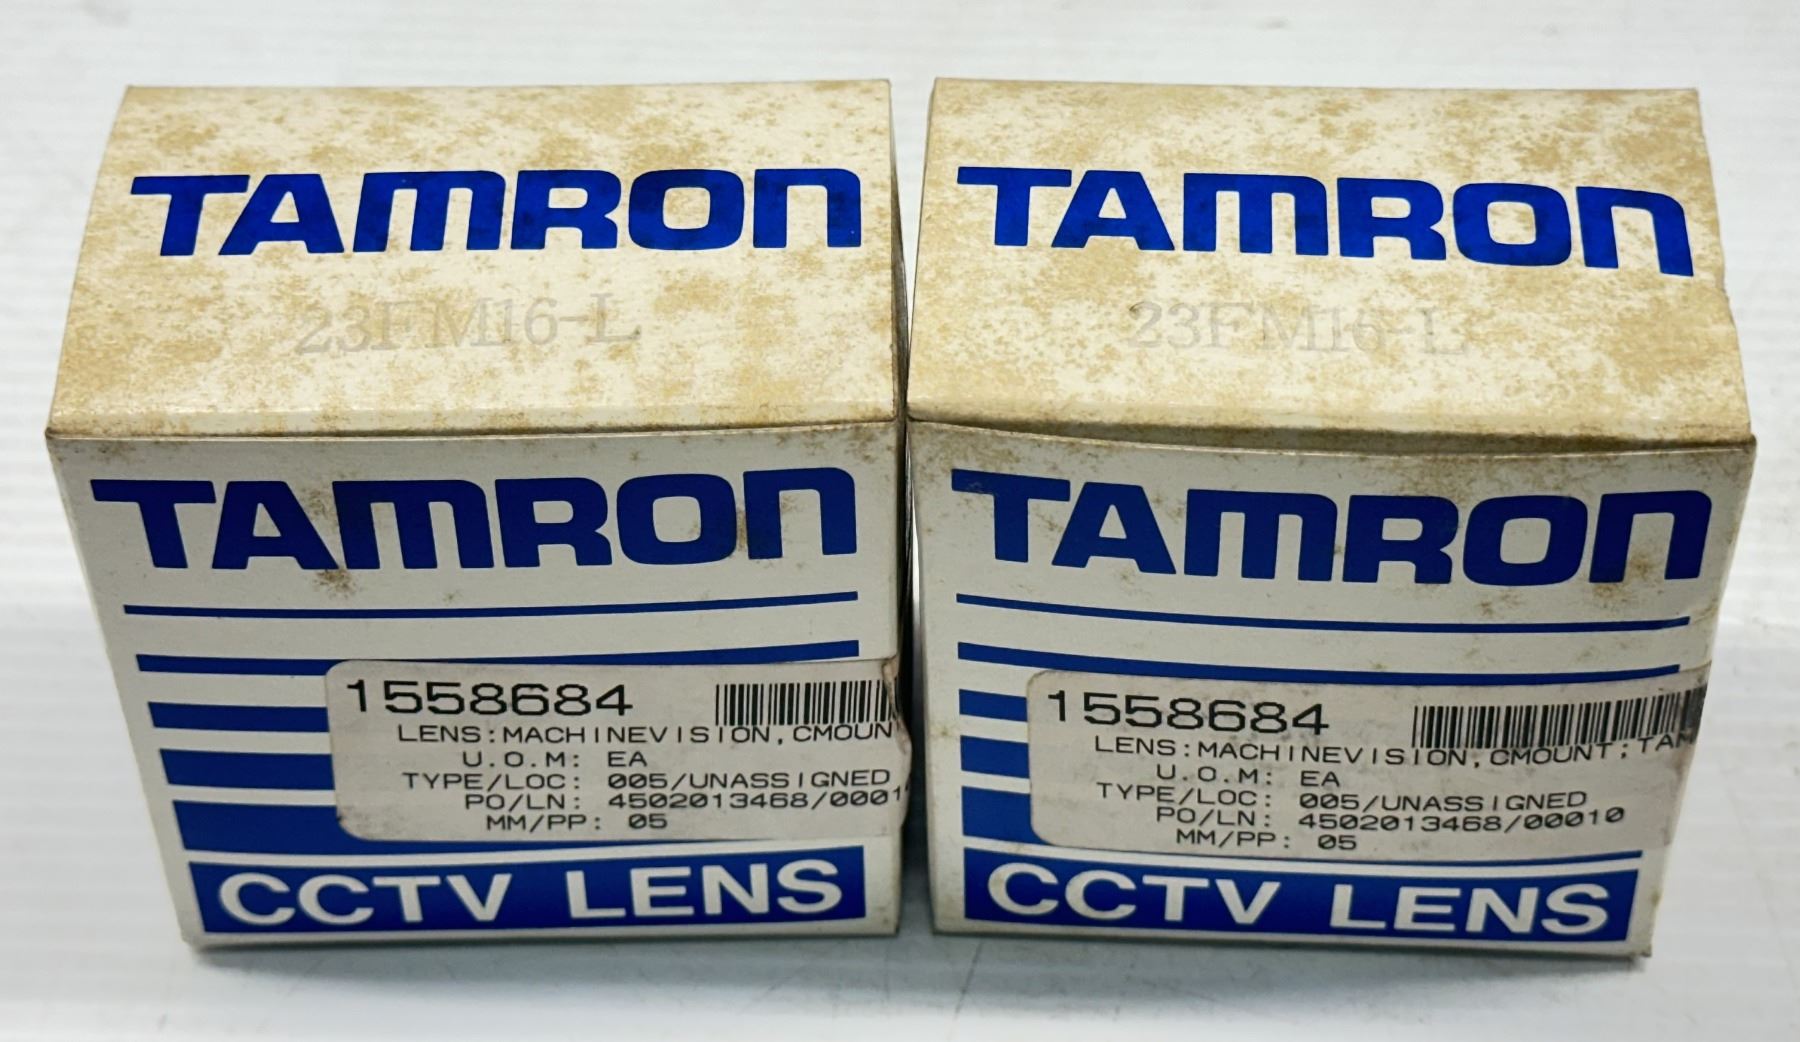 TAMRON
23FM16-L
TAMRON
1558684
LENS:MACHINEVISION,CMOUN
U.O.M: EA
TYPE/LOC: 005/UNASSIGNED
PO/LN: 4502013468/0001
MM/PP: 05
CCTV LENS
TAMRON
23FM16-L
TAMRON
1558684
LENS:MACHINEVISION,CMOUNT;TAM
U.O.M: EA
TYPE/LOC: 005/UNASSIGNED
PO/LN: 4502013468/00010
MM/PP: 05
CCTV LENS